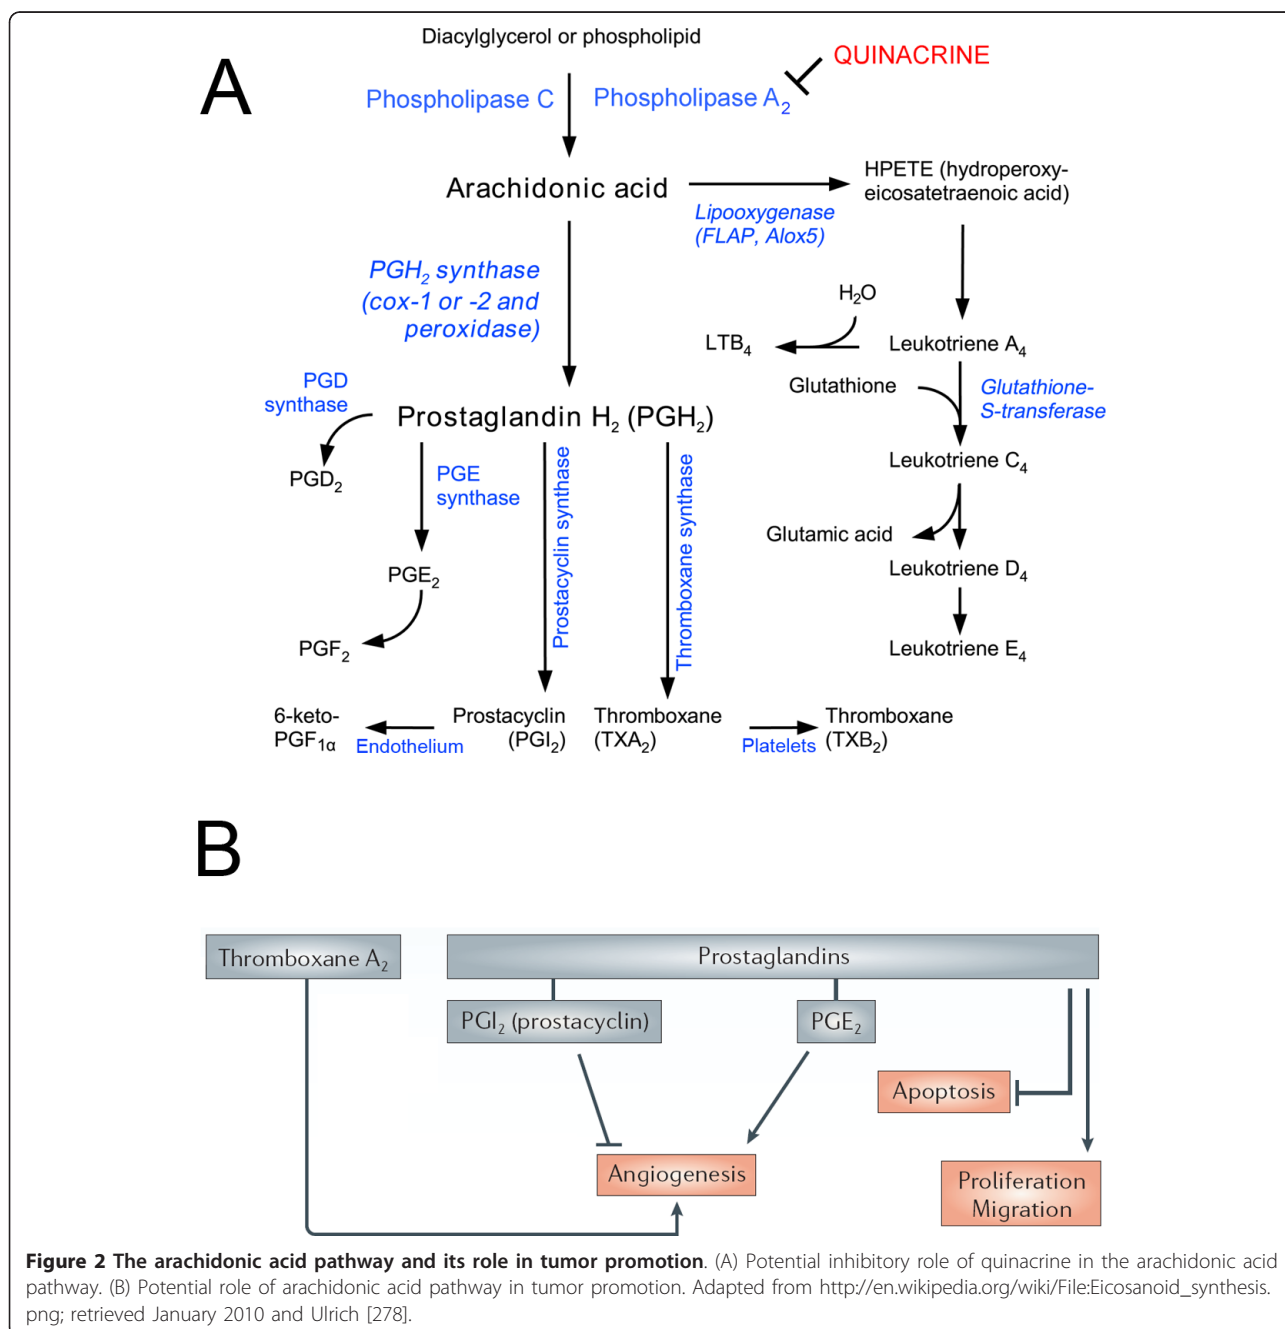 A
Diacylglycerol or phospholipid
QUINACRINE
Phospholipase C
Phospholipase A2
Arachidonic acid
HPETE (hydroperoxy-
eicosatetraenoic acid)
Lipooxygenase
(FLAP, Alox5)
PGH2 synthase
(cox-1 or -2 and
peroxidase)
H2O
LTB4
Leukotriene A4
Glutathione
Glutathione-
S-transferase
PGD
synthase
Prostaglandin H2 (PGH2)
Leukotriene C4
PGD2
PGE
synthase
Prostacyclin synthase
Thromboxane synthase
Glutamic acid
Leukotriene D4
PGE2
PGF2
Leukotriene E4
6-keto-
PGF1α
Endothelium
Prostacyclin
(PGI2)
Thromboxane
(TXA2)
Platelets
Thromboxane
(TXB2)
B
Thromboxane A2
Prostaglandins
PGI2 (prostacyclin)
PGE2
Apoptosis
Angiogenesis
Proliferation
Migration
Figure 2 The arachidonic acid pathway and its role in tumor promotion. (A) Potential inhibitory role of quinacrine in the arachidonic acid
pathway. (B) Potential role of arachidonic acid pathway in tumor promotion. Adapted from http://en.wikipedia.org/wiki/File:Eicosanoid_synthesis.
png; retrieved January 2010 and Ulrich [278].